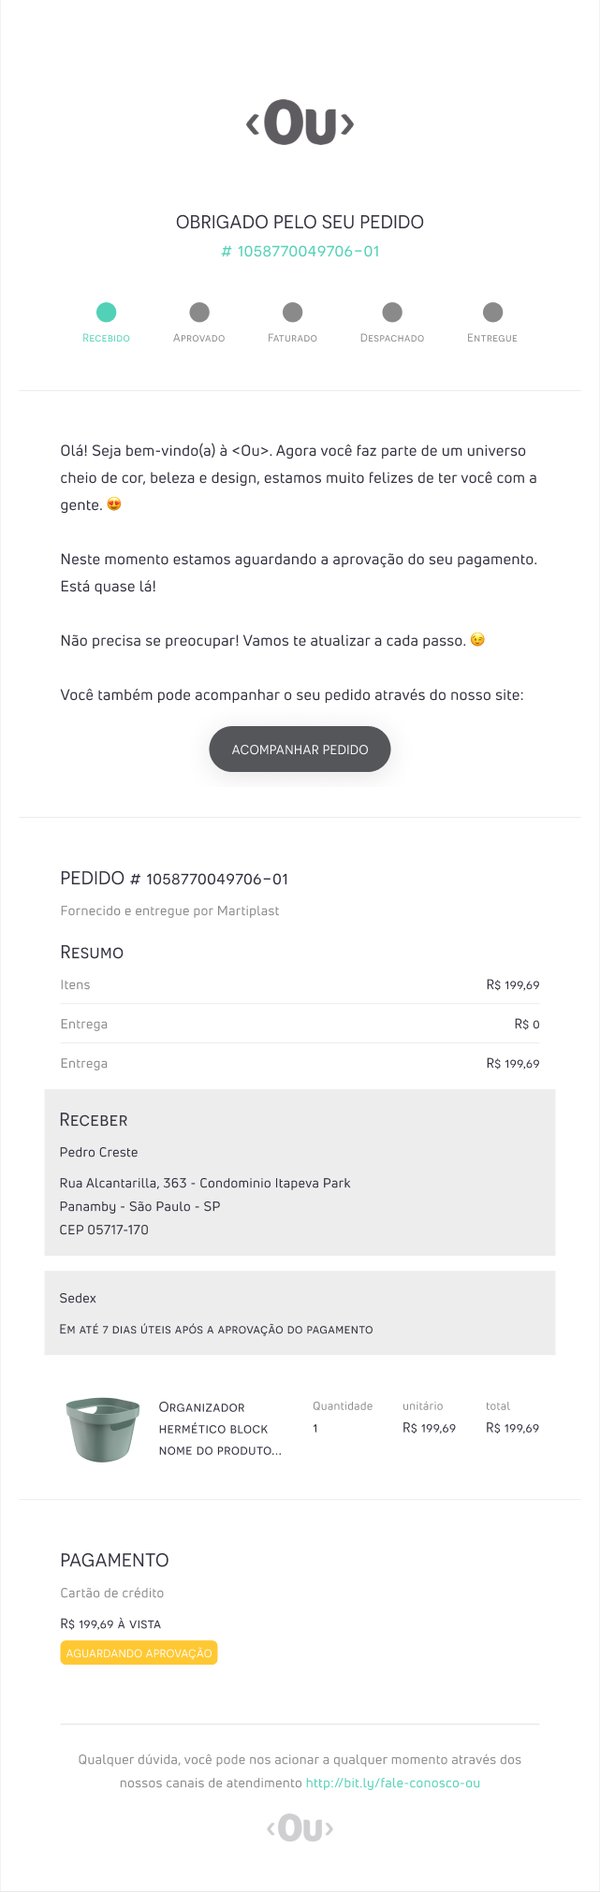 ‹Ou›
OBRIGADO PELO SEU PEDIDO
# 1058770049706-01
RECEBIDO APROVADO FATURADO DESPACHADO ENTREGUE
Olá! Seja bem-vindo(a) à <Ou>. Agora você faz parte de um universo
cheio de cor, beleza e design, estamos muito felizes de ter você com a
gente. 😍
Neste momento estamos aguardando a aprovação do seu pagamento.
Está quase lá!
Não precisa se preocupar! Vamos te atualizar a cada passo. 😉
Você também pode acompanhar o seu pedido através do nosso site:
ACOMPANHAR PEDIDO
PEDIDO # 1058770049706-01
Fornecido e entregue por Martiplast
RESUMO
Itens R$ 199,69
Entrega R$ 0
Entrega R$ 199,69
RECEBER
Pedro Creste
Rua Alcantarilla, 363 - Condominio Itapeva Park
Panamby - São Paulo - SP
CEP 05717-170
Sedex
EM ATÉ 7 DIAS ÚTEIS APÓS A APROVAÇÃO DO PAGAMENTO
ORGANIZADOR
HERMÉTICO BLOCK
NOME DO PRODUTO...
Quantidade unitário total
1 R$ 199,69 R$ 199,69
PAGAMENTO
Cartão de crédito
R$ 199,69 À VISTA
AGUARDANDO APROVAÇÃO
Qualquer dúvida, você pode nos acionar a qualquer momento através dos
nossos canais de atendimento http://bit.ly/fale-conosco-ou
‹Ou›